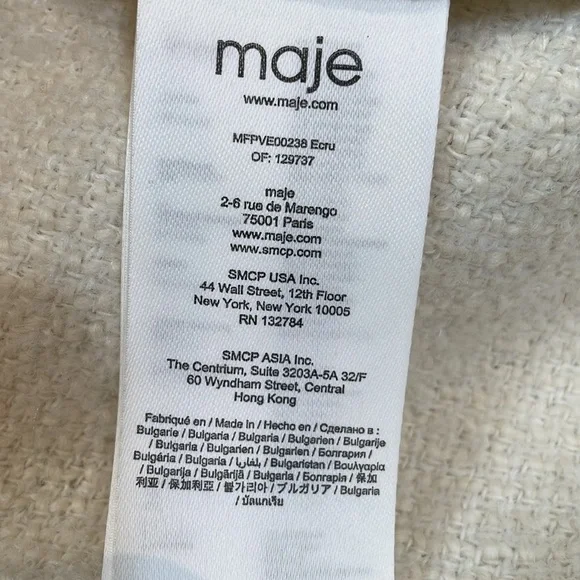 maje
www.maje.com
MFPVE00238 Ecru
OF: 129737
maje
2-6 rue de Marengo
75001 Paris
www.maje.com
www.smcp.com
SMCP USA Inc.
44 Wall Street, 12th Floor
New York, New York 10005
RN 132784
SMCP ASIA Inc.
The Centrium, Suite 3203A-5A 32/F
60 Wyndham Street, Central
Hong Kong
Fabriqué en / Made in / Hecho en / Сделано в :
Bulgarie / Bulgaria / Bulgaria / Bulgarien / Bulgarije
/ Bulgaria / Bulgarien / Bulgarien / Болгария /
Bulgária / Bulgaria / بلغاريا / Bulgaristan / Βουλγαρία
/ Bulgarija / Bulgārijā / Bulgaria / Болгария / 保加
利亚 / 保加利亞 / 불가리아 / ブルガリア / Bulgaria
/ บัลแกเรีย